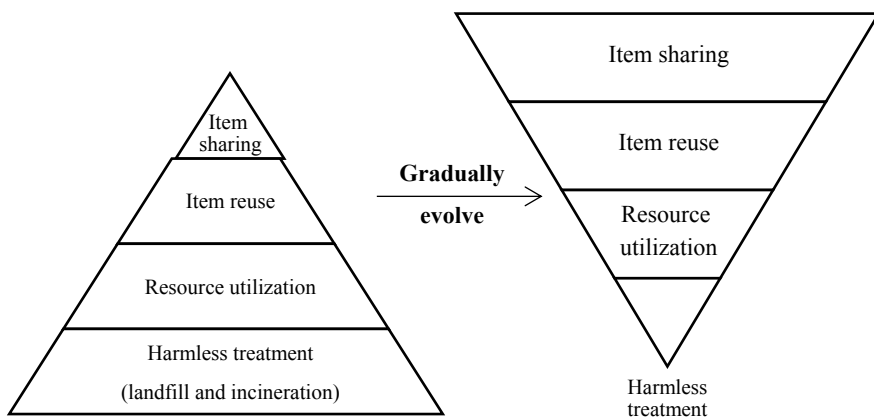 Item
sharing
Item reuse
Resource utilization
Harmless treatment
(landfill and incineration)
Gradually
evolve
Item sharing
Item reuse
Resource
utilization
Harmless
treatment